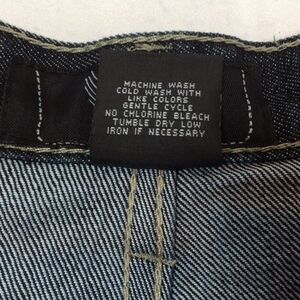 MACHINE WASH
COLD WASH WITH
LIKE COLORS
GENTLE CYCLE
NO CHLORINE BLEACH
TUMBLE DRY LOW
IRON IF NECESSARY